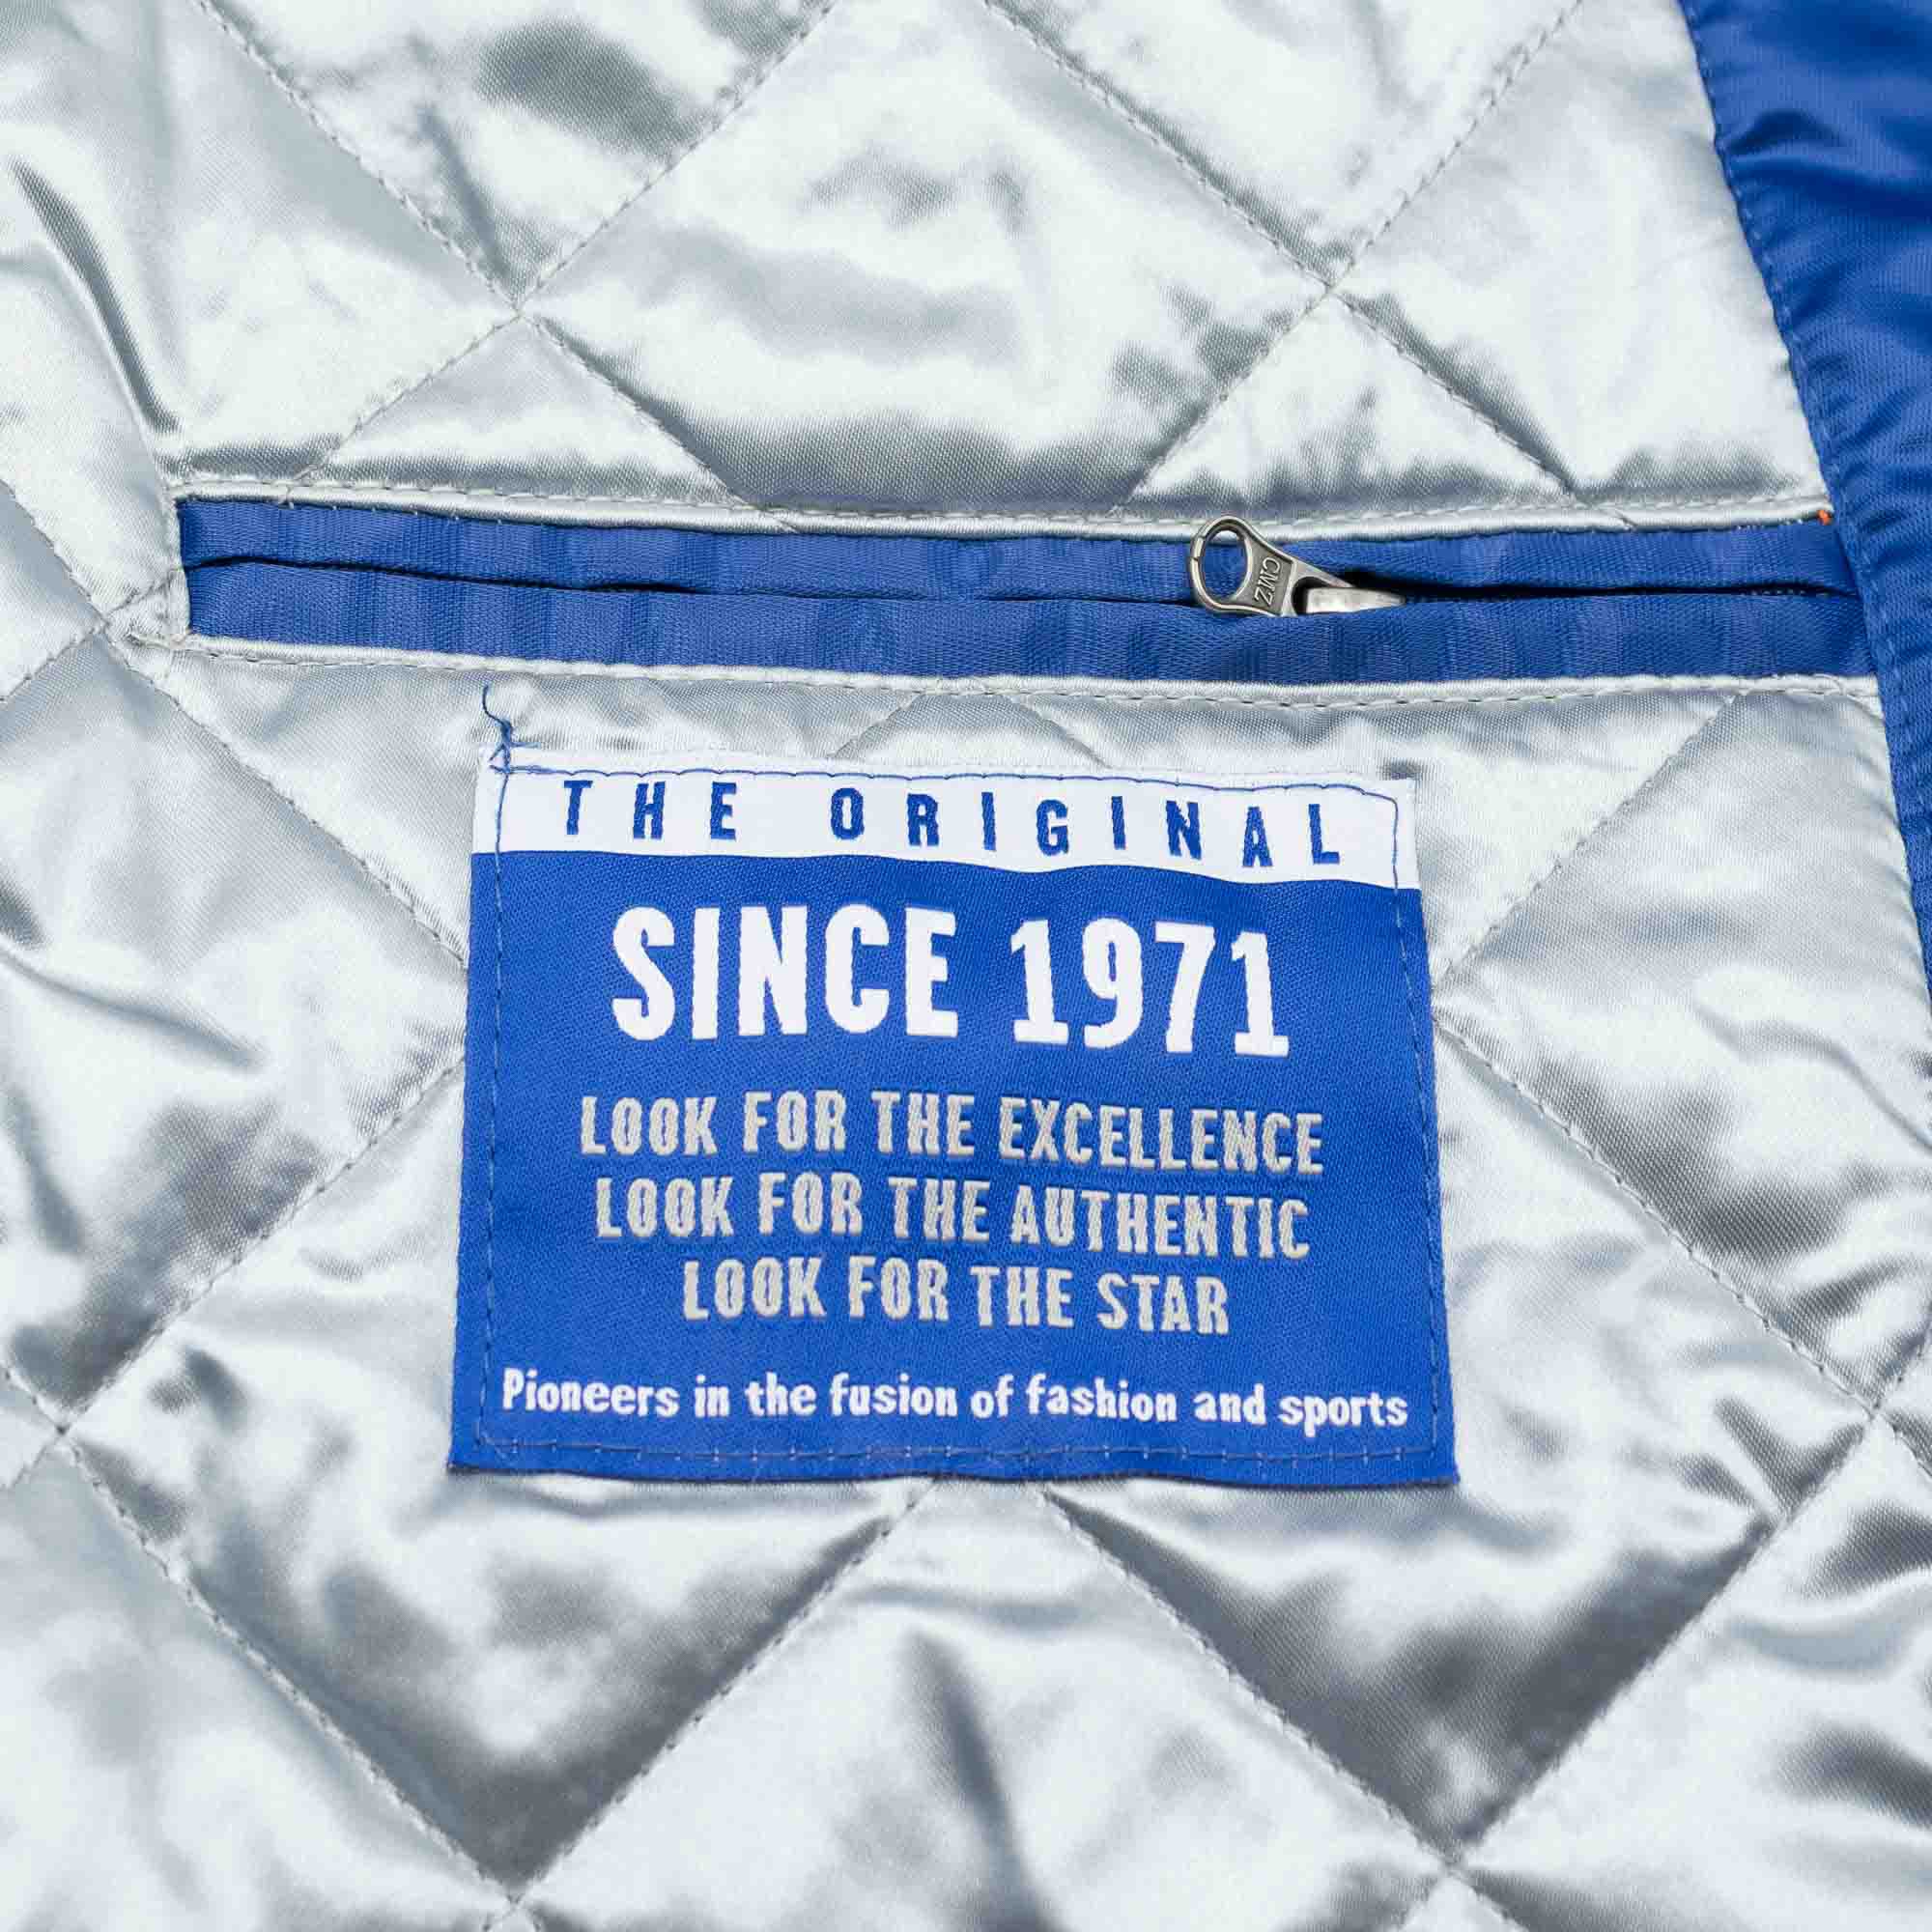 CMZ
THE ORIGINAL
SINCE 1971
LOOK FOR THE EXCELLENCE
LOOK FOR THE AUTHENTIC
LOOK FOR THE STAR
Pioneers in the fusion of fashion and sports